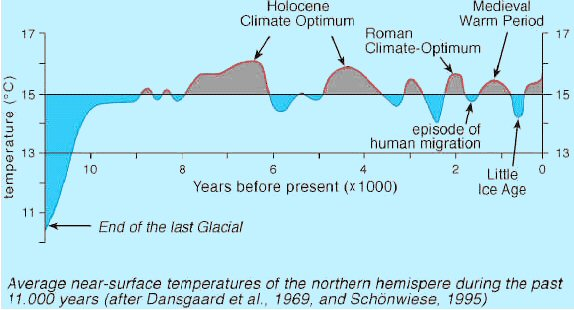 Holocene
Climate Optimum
Medieval
Warm Period
Roman
Climate-Optimum
17
17
15
15
13
13
11
temperature (°C)
episode of
human migration
Little
Ice Age
10
8
6
4
2
0
Years before present (x1000)
End of the last Glacial
Average near-surface temperatures of the northern hemispere during the past
11.000 years (after Dansgaard et al., 1969, and Schönwiese, 1995)